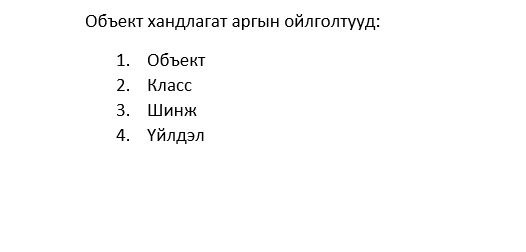 Объект хандлагат аргын ойлголтууд:
1. Объект
2. Класс
3. Шинж
4. Үйлдэл